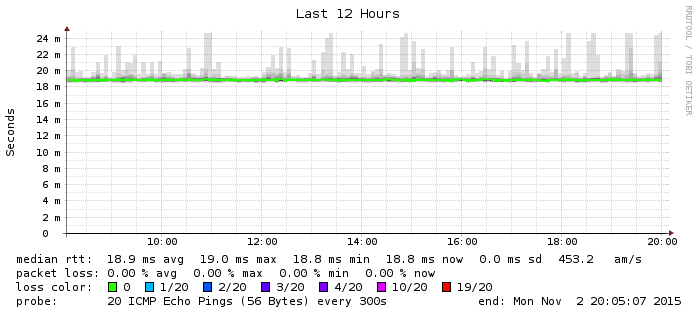 Last 12 Hours
RRDTOOL / TOBI OETIKER
Seconds
24 m
22 m
20 m
18 m
16 m
14 m
12 m
10 m
8 m
6 m
4 m
2 m
0
10:00 12:00 14:00 16:00 18:00 20:00
median rtt: 18.9 ms avg 19.0 ms max 18.8 ms min 18.8 ms now 0.0 ms sd 453.2 am/s
packet loss: 0.00 % avg 0.00 % max 0.00 % min 0.00 % now
loss color: 0 1/20 2/20 3/20 4/20 10/20 19/20
probe: 20 ICMP Echo Pings (56 Bytes) every 300s end: Mon Nov 2 20:05:07 2015